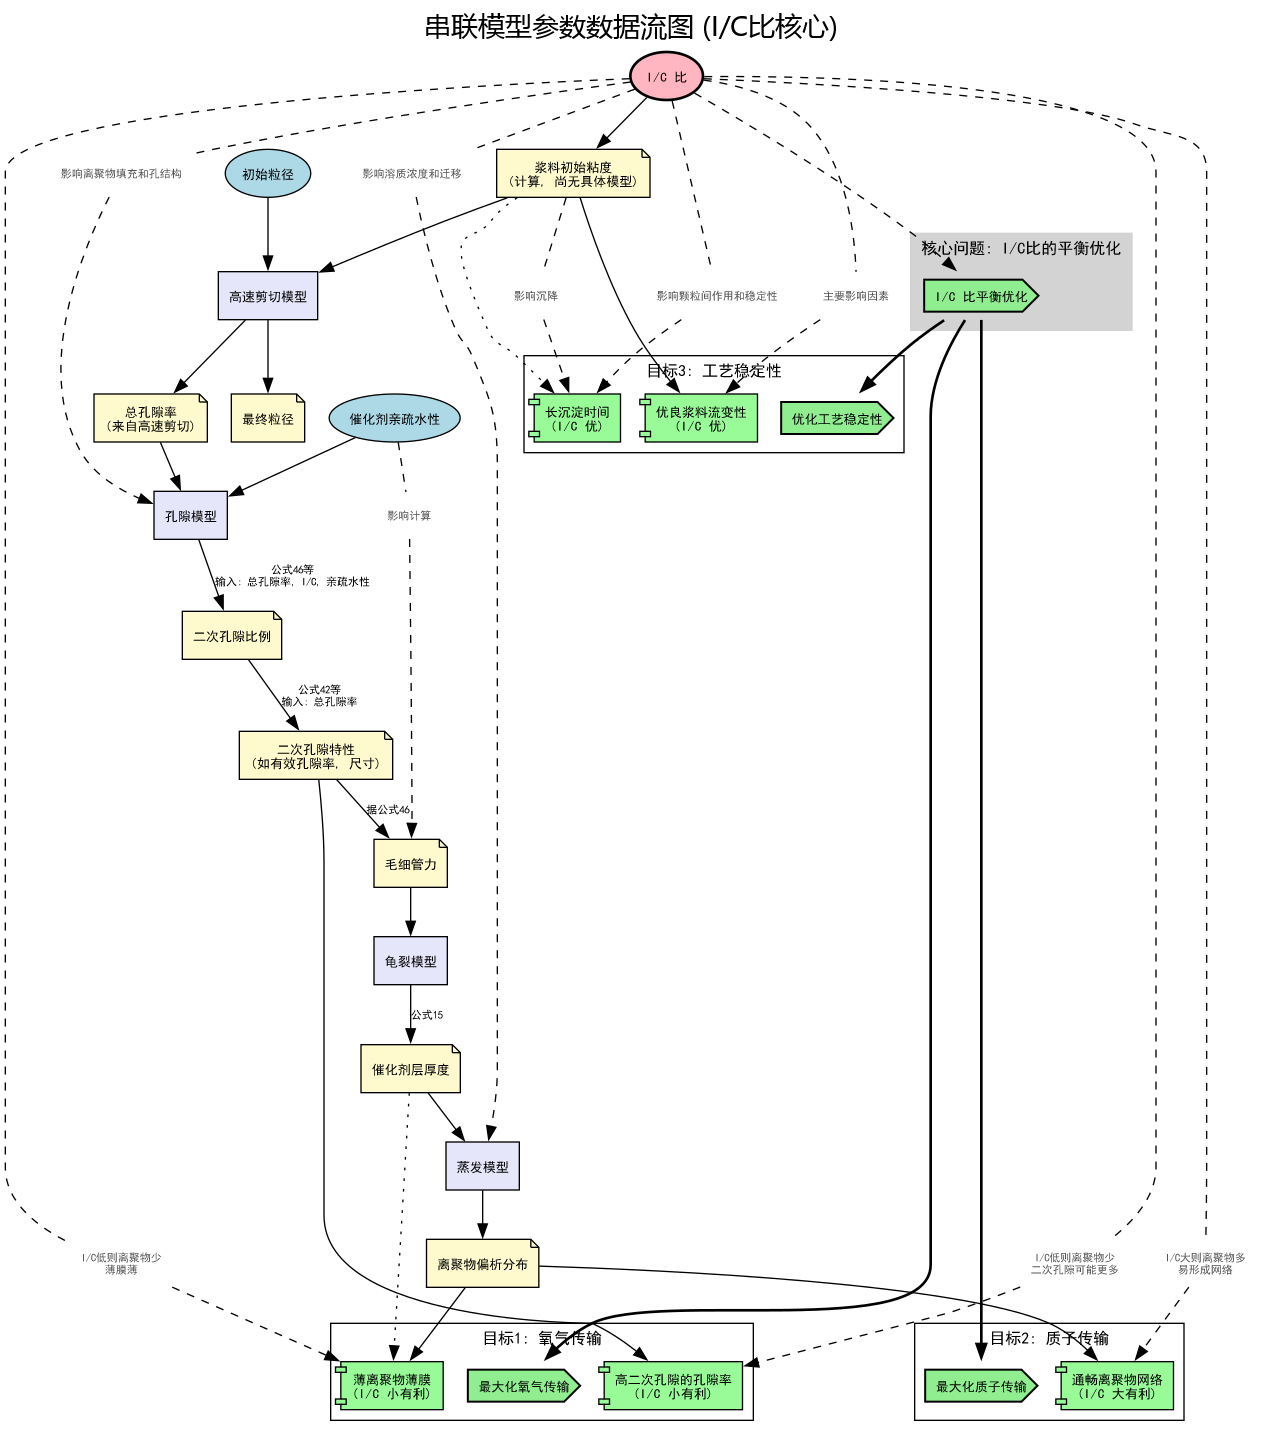 串联模型参数数据流图 (I/C比核心)
I/C 比
影响离聚物填充和孔结构
初始粒径
影响溶质浓度和迁移
浆料初始粘度
(计算, 尚无具体模型)
核心问题: I/C比的平衡优化
高速剪切模型
影响沉降
影响颗粒间作用和稳定性
主要影响因素
I/C 比平衡优化
目标3: 工艺稳定性
总孔隙率
(来自高速剪切)
最终粒径
催化剂亲疏水性
长沉淀时间
(I/C 优)
优良浆料流变性
(I/C 优)
优化工艺稳定性
孔隙模型
影响计算
公式46等
输入: 总孔隙率, I/C, 亲疏水性
二次孔隙比例
公式42等
输入: 总孔隙率
二次孔隙特性
(如有效孔隙率, 尺寸)
据公式46
毛细管力
龟裂模型
公式15
催化剂层厚度
蒸发模型
I/C低则离聚物少
薄膜薄
离聚物偏析分布
I/C低则离聚物少
二次孔隙可能更多
I/C大则离聚物多
易形成网络
目标1: 氧气传输
目标2: 质子传输
薄离聚物薄膜
(I/C 小有利)
最大化氧气传输
高二次孔隙的孔隙率
(I/C 小有利)
最大化质子传输
通畅离聚物网络
(I/C 大有利)